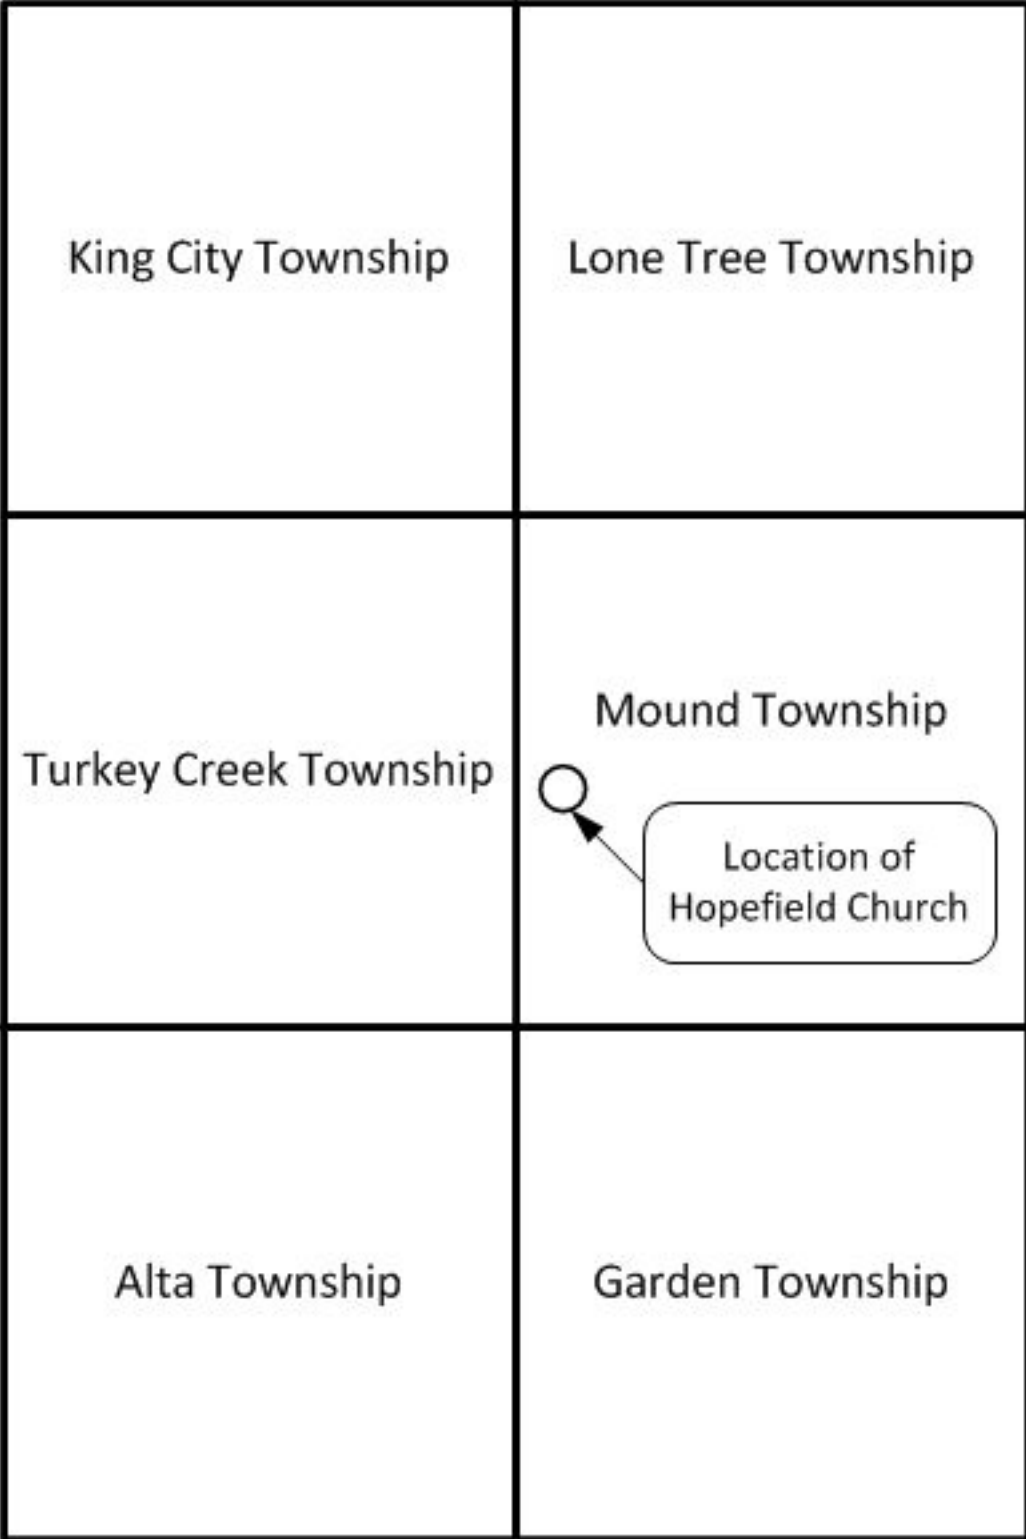 King City Township
Lone Tree Township
Turkey Creek Township
Mound Township
Location of
Hopefield Church
Alta Township
Garden Township